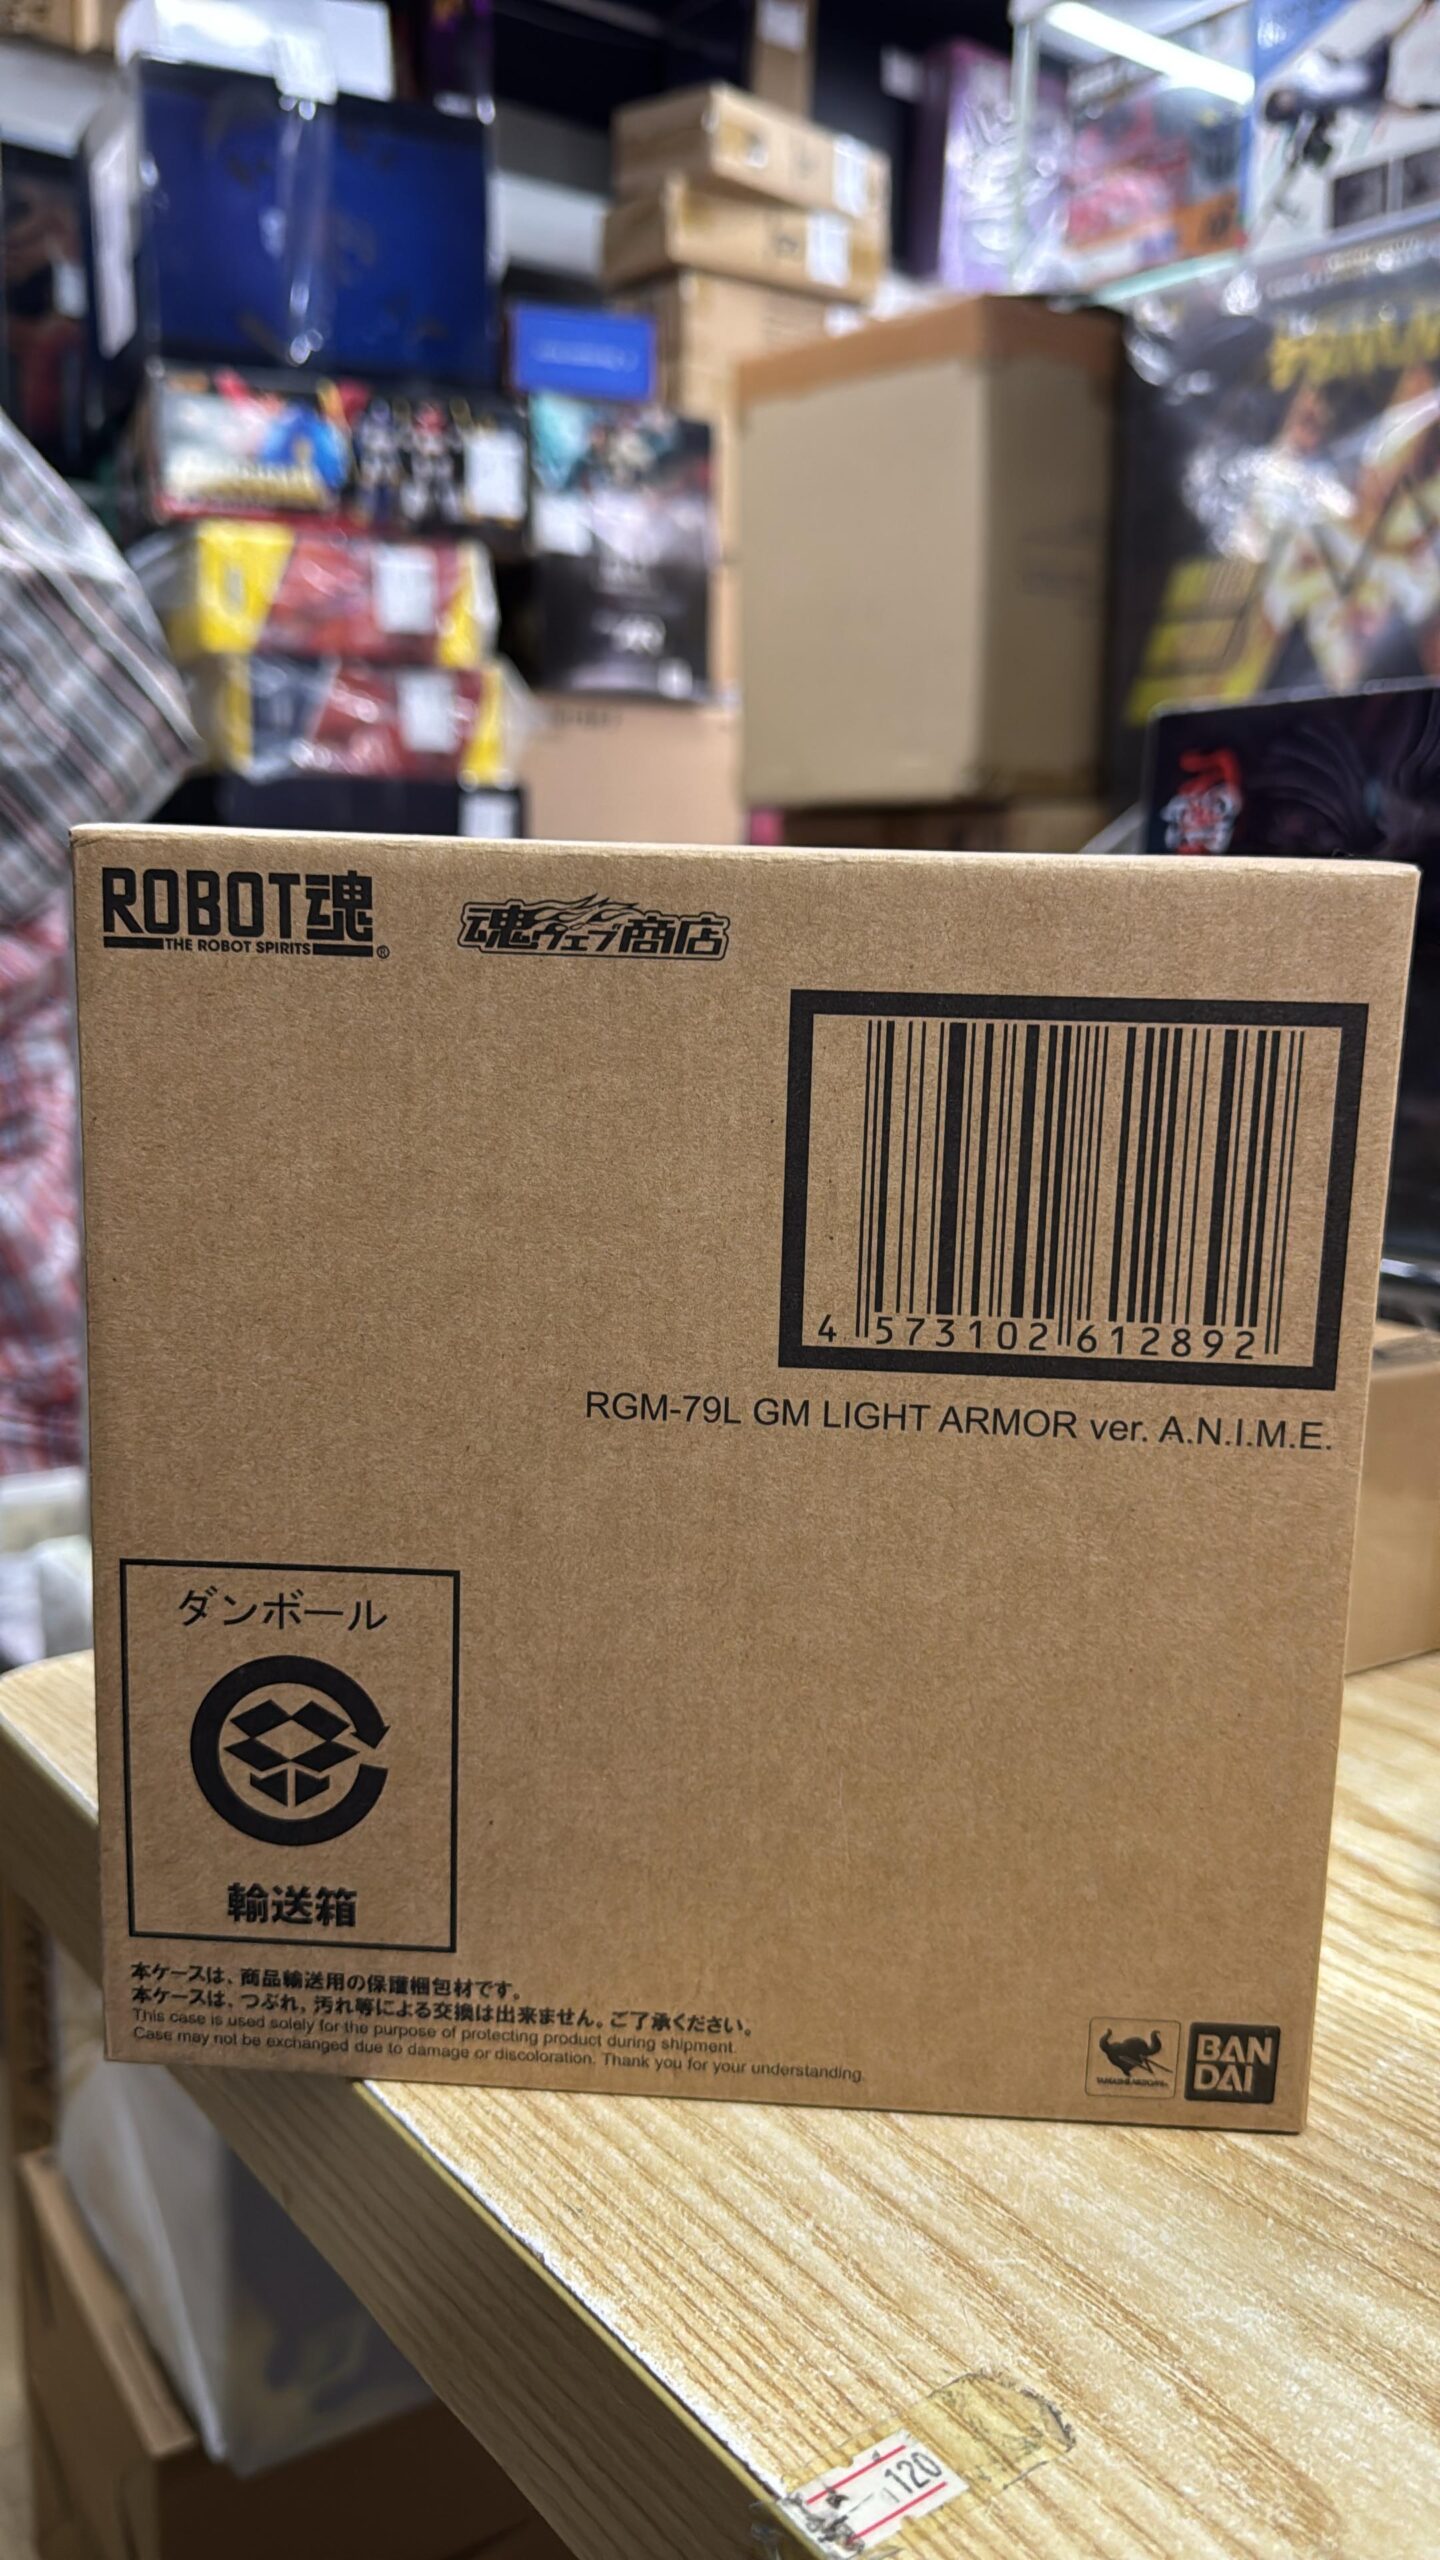 ROBOT魂
THE ROBOT SPIRITS
®
魂ウェブ商店
4 573102 612892
RGM-79L GM LIGHT ARMOR ver. A.N.I.M.E.
ダンボール
輸送箱
本ケースは、商品輸送用の保護梱包材です。
本ケースは、つぶれ，汚れ等による交換は出来ません。ご了承ください。
This case is used solely for the purpose of protecting product during shipment.
Case may not be exchanged due to damage or discoloration. Thank you for your understanding.
BAN
DAI
120